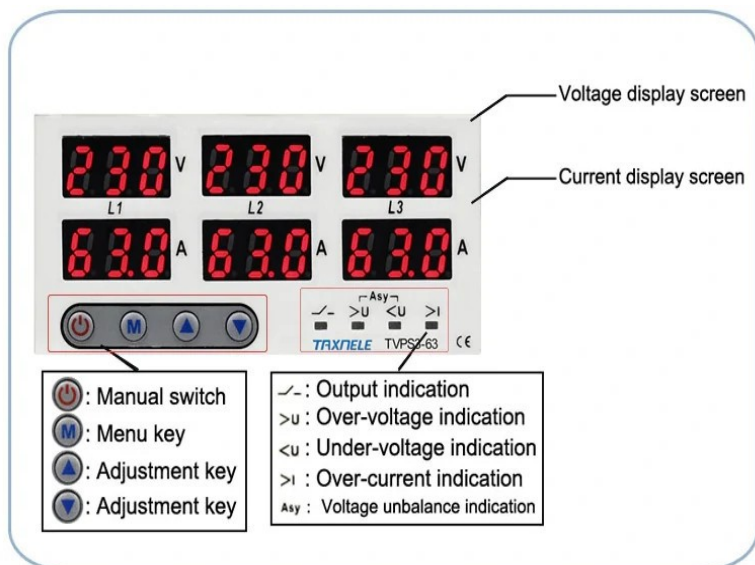 Voltage display screen
230 V 230 V 230 V
L1 L2 L3
Current display screen
63.0 A 63.0 A 63.0 A
Asy
>U <U >I
M
TAXNELE TVPS3-63 CE
: Manual switch
M : Menu key
: Adjustment key
: Adjustment key
: Output indication
>U : Over-voltage indication
<U : Under-voltage indication
>I : Over-current indication
Asy : Voltage unbalance indication